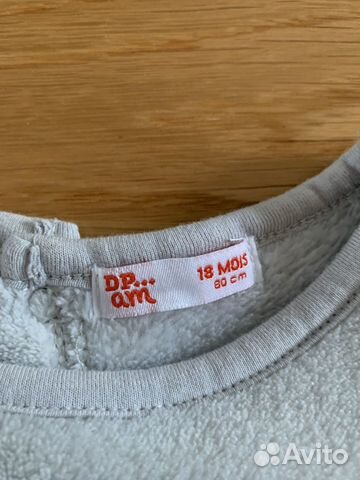 DP...
am
18 MOIS
80 cm
Avito